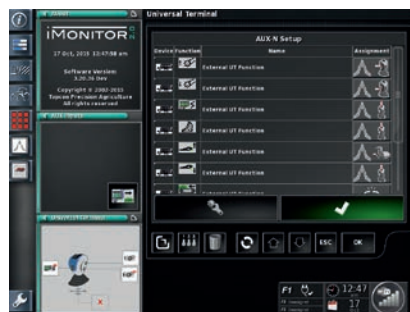 Universal Terminal
iMONITOR
17 Oct, 2015 12:47:08 am
Software Version:
3.20.36 Dev
Copyright © 2002-2015
Topcon Precision Agriculture
All rights reserved
AUX-N Setup
Device Function Name Assignment
External UT Function
External UT Function
External UT Function
External UT Function
External UT Function
External UT Function
ESC
OK
F1
12:47
17